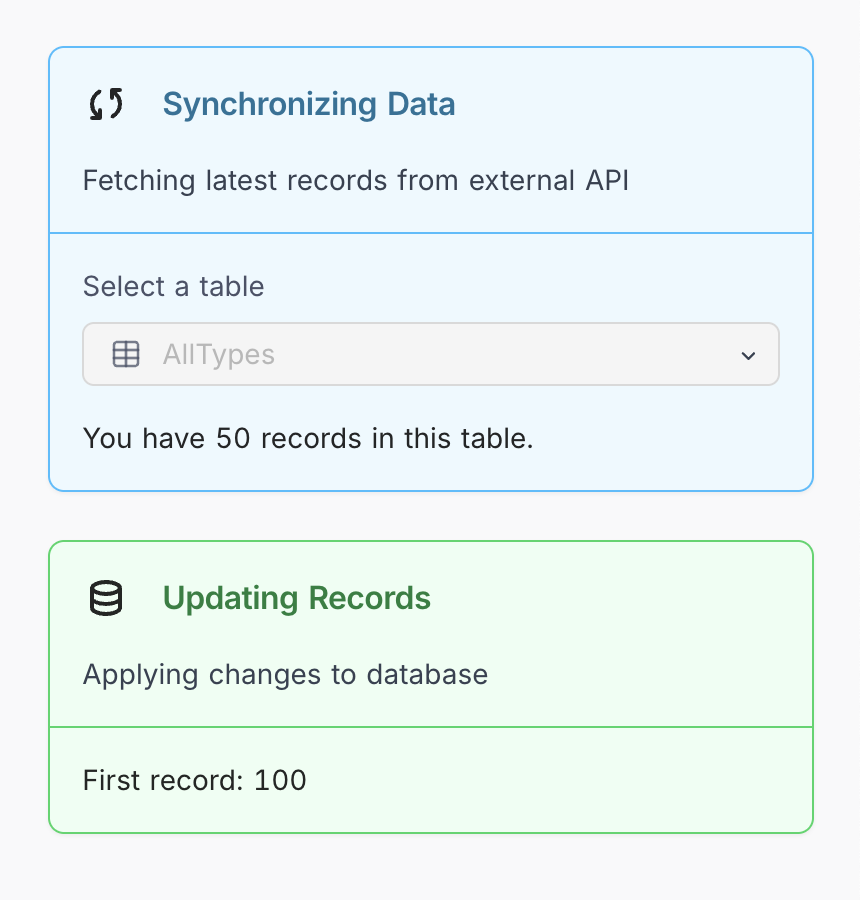 Synchronizing Data
Fetching latest records from external API
Select a table
AllTypes
You have 50 records in this table.
Updating Records
Applying changes to database
First record: 100